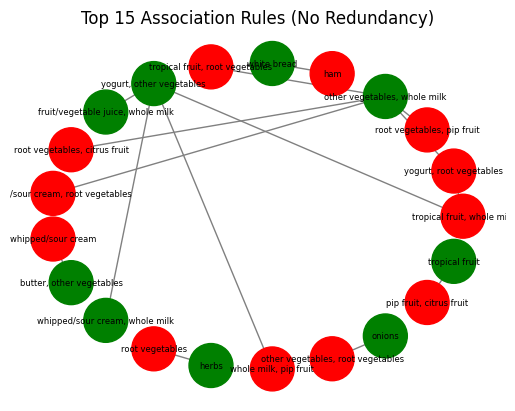 Top 15 Association Rules (No Redundancy)
tropical fruit, root vegetables
white bread
ham
yogurt, other vegetables
other vegetables, whole milk
fruit/vegetable juice, whole milk
root vegetables, pip fruit
root vegetables, citrus fruit
yogurt, root vegetables
/sour cream, root vegetables
tropical fruit, whole mi
whipped/sour cream
tropical fruit
butter, other vegetables
pip fruit, citrus fruit
whipped/sour cream, whole milk
onions
root vegetables
other vegetables, root vegetables
herbs
whole milk, pip fruit